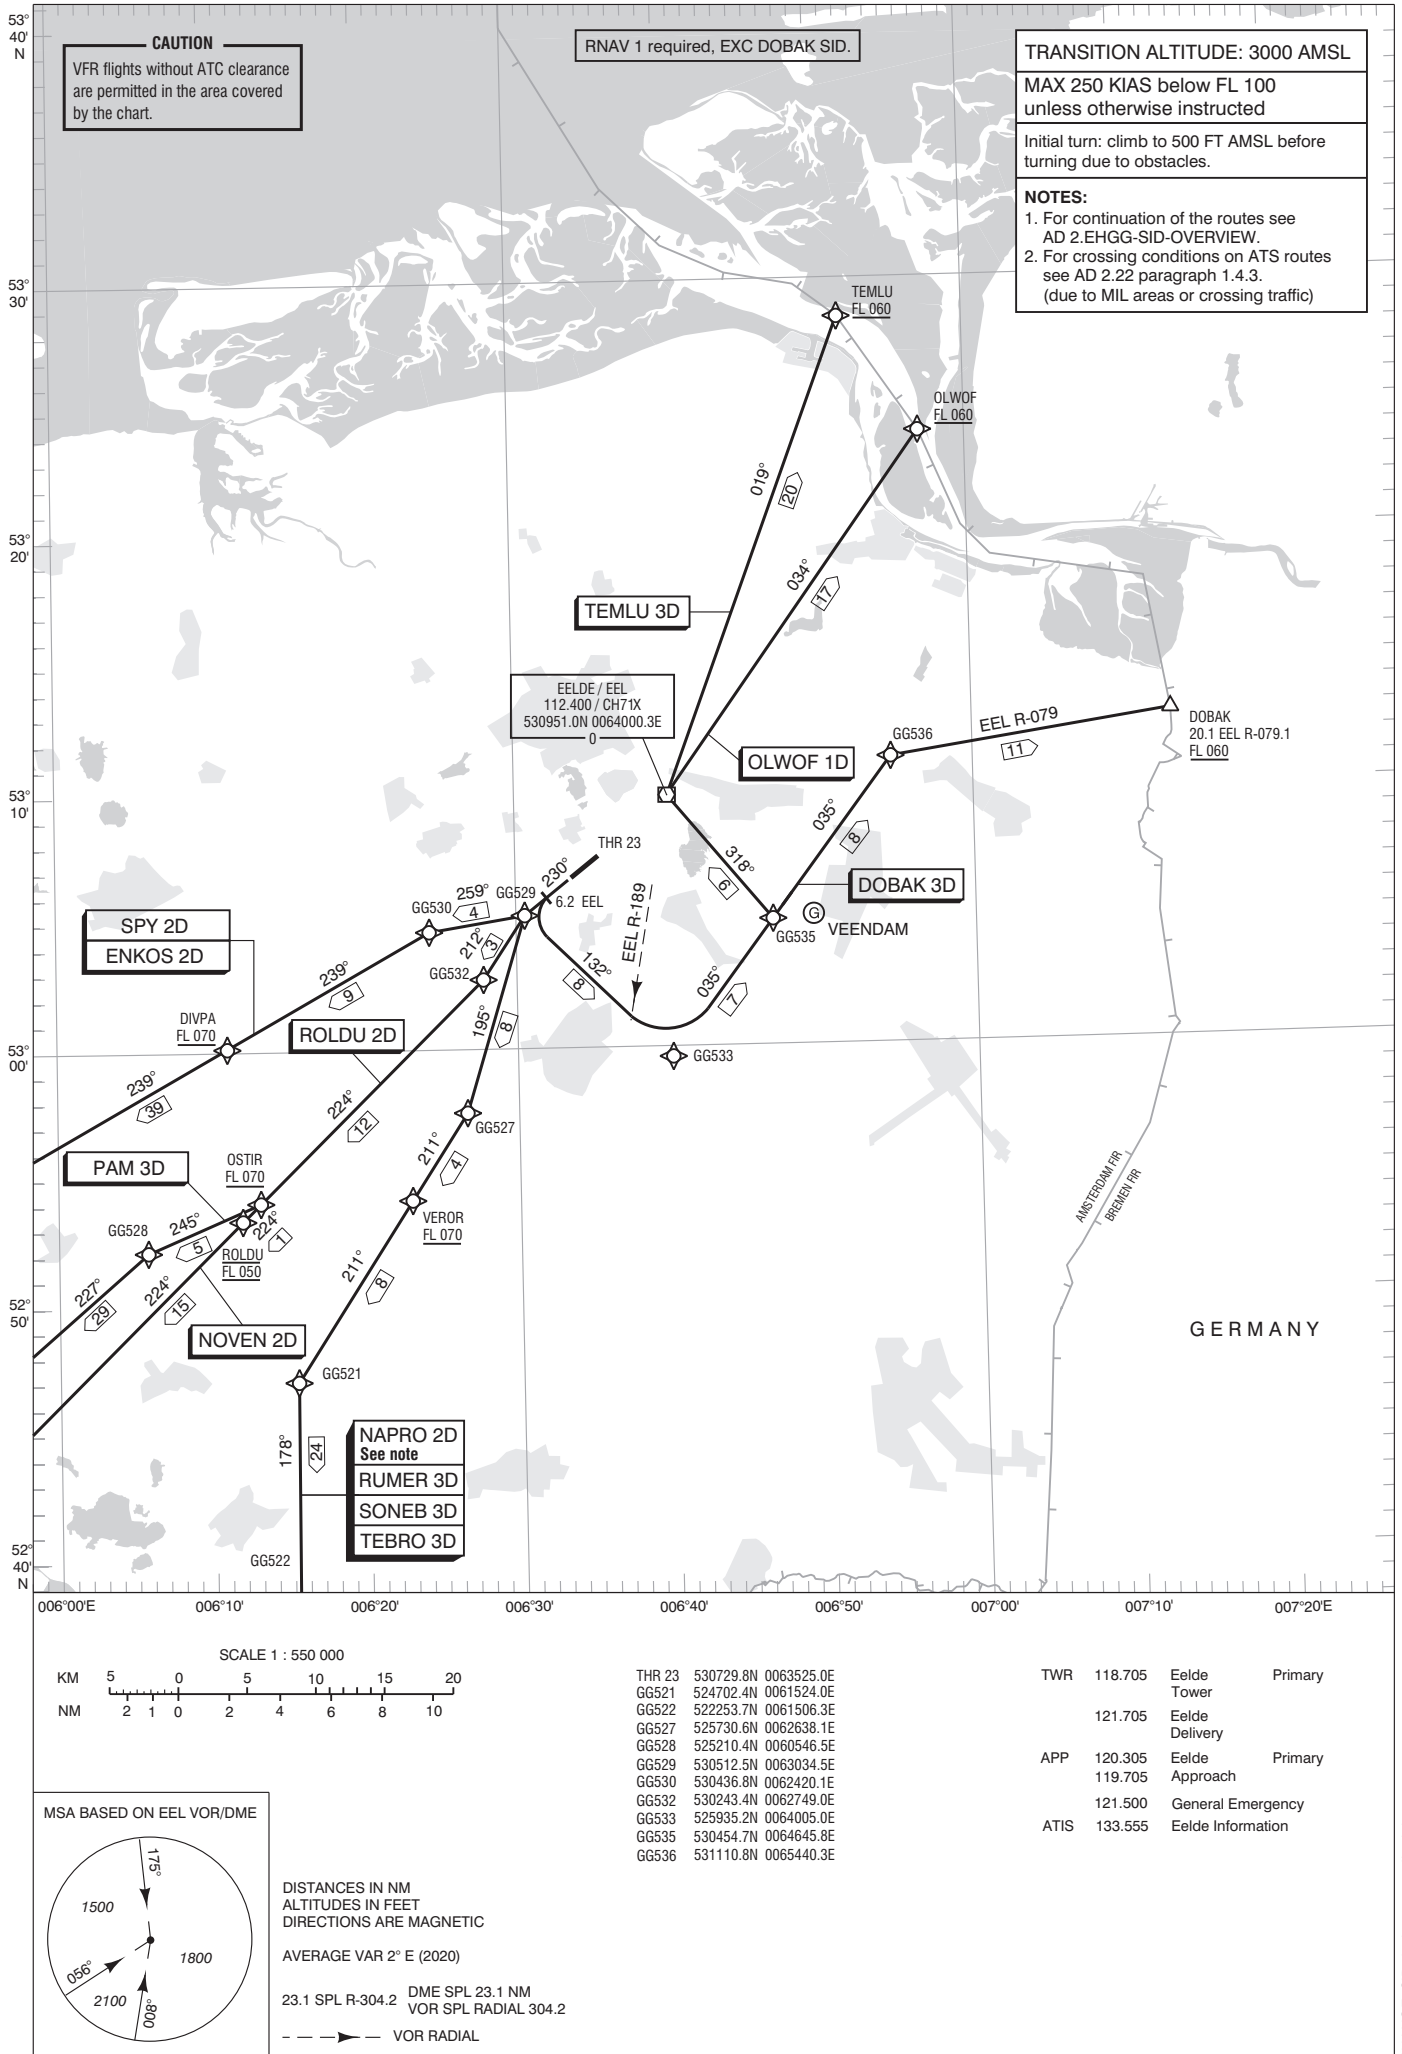 53°
40'
N
CAUTION
VFR flights without ATC clearance
are permitted in the area covered
by the chart.
RNAV 1 required, EXC DOBAK SID.
TRANSITION ALTITUDE: 3000 AMSL
MAX 250 KIAS below FL 100
unless otherwise instructed
Initial turn: climb to 500 FT AMSL before
turning due to obstacles.
NOTES:
1. For continuation of the routes see
AD 2.EHGG-SID-OVERVIEW.
2. For crossing conditions on ATS routes
see AD 2.22 paragraph 1.4.3.
(due to MIL areas or crossing traffic)
53°
30'
TEMLU
FL 060
OLWOF
FL 060
019°
20
53°
20'
034°
17
TEMLU 3D
EELDE / EEL
112.400 / CH71X
530951.0N 0064000.3E
0
OLWOF 1D
GG536
EEL R-079
11
DOBAK
20.1 EEL R-079.1
FL 060
53°
10'
035°
8
THR 23
230°
318°
6
DOBAK 3D
259°
4
GG529
6.2 EEL
GG530
EEL R-189
G
VEENDAM
GG535
SPY 2D
ENKOS 2D
212°
3
GG532
132°
8
035°
7
239°
9
195°
8
DIVPA
FL 070
ROLDU 2D
53°
00'
GG533
239°
39
224°
12
GG527
211°
4
PAM 3D
OSTIR
FL 070
AMSTERDAM FIR
BREMEN FIR
GG528
245°
5
224°
1
VEROR
FL 070
ROLDU
FL 050
211°
8
227°
29
224°
15
52°
50'
NOVEN 2D
GERMANY
GG521
178°
24
NAPRO 2D
See note
RUMER 3D
SONEB 3D
TEBRO 3D
52°
40'
N
GG522
006°00'E
006°10'
006°20'
006°30'
006°40'
006°50'
007°00'
007°10'
007°20'E
SCALE 1 : 550 000
KM 5 0 5 10 15 20
NM 2 1 0 2 4 6 8 10
THR 23 530729.8N 0063525.0E
GG521 524702.4N 0061524.0E
GG522 522253.7N 0061506.3E
GG527 525730.6N 0062638.1E
GG528 525210.4N 0060546.5E
GG529 530512.5N 0063034.5E
GG530 530436.8N 0062420.1E
GG532 530243.4N 0062749.0E
GG533 525935.2N 0064005.0E
GG535 530454.7N 0064645.8E
GG536 531110.8N 0065440.3E
TWR 118.705 Eelde Primary
Tower
121.705 Eelde
Delivery
APP 120.305 Eelde Primary
119.705 Approach
121.500 General Emergency
ATIS 133.555 Eelde Information
MSA BASED ON EEL VOR/DME
175°
1500
1800
056°
2100
008°
DISTANCES IN NM
ALTITUDES IN FEET
DIRECTIONS ARE MAGNETIC
AVERAGE VAR 2° E (2020)
23.1 SPL R-304.2 DME SPL 23.1 NM
VOR SPL RADIAL 304.2
VOR RADIAL